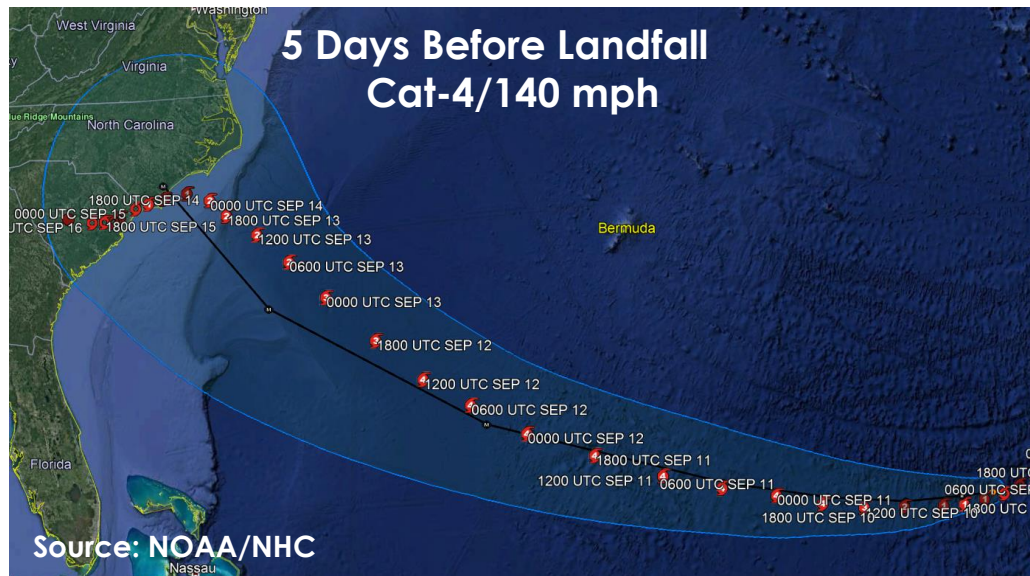 5 Days Before Landfall
Cat-4/140 mph
Washington
West Virginia
Virginia
Blue Ridge Mountains
North Carolina
M
1800 UTC SEP 14
0000 UTC SEP 14
0000 UTC SEP 15
1800 UTC SEP 13
UTC SEP 16
1800 UTC SEP 15
1200 UTC SEP 13
Bermuda
0600 UTC SEP 13
0000 UTC SEP 13
M
1800 UTC SEP 12
1200 UTC SEP 12
0600 UTC SEP 12
M
0000 UTC SEP 12
1800 UTC SEP 11
Florida
1200 UTC SEP 11
0600 UTC SEP 11
1800 UTC
0600 UTC SEP
0000 UTC SEP 11
1800 UTC SEP 10
1200 UTC SEP 10
1800 UTC
Source: NOAA/NHC
Nassau